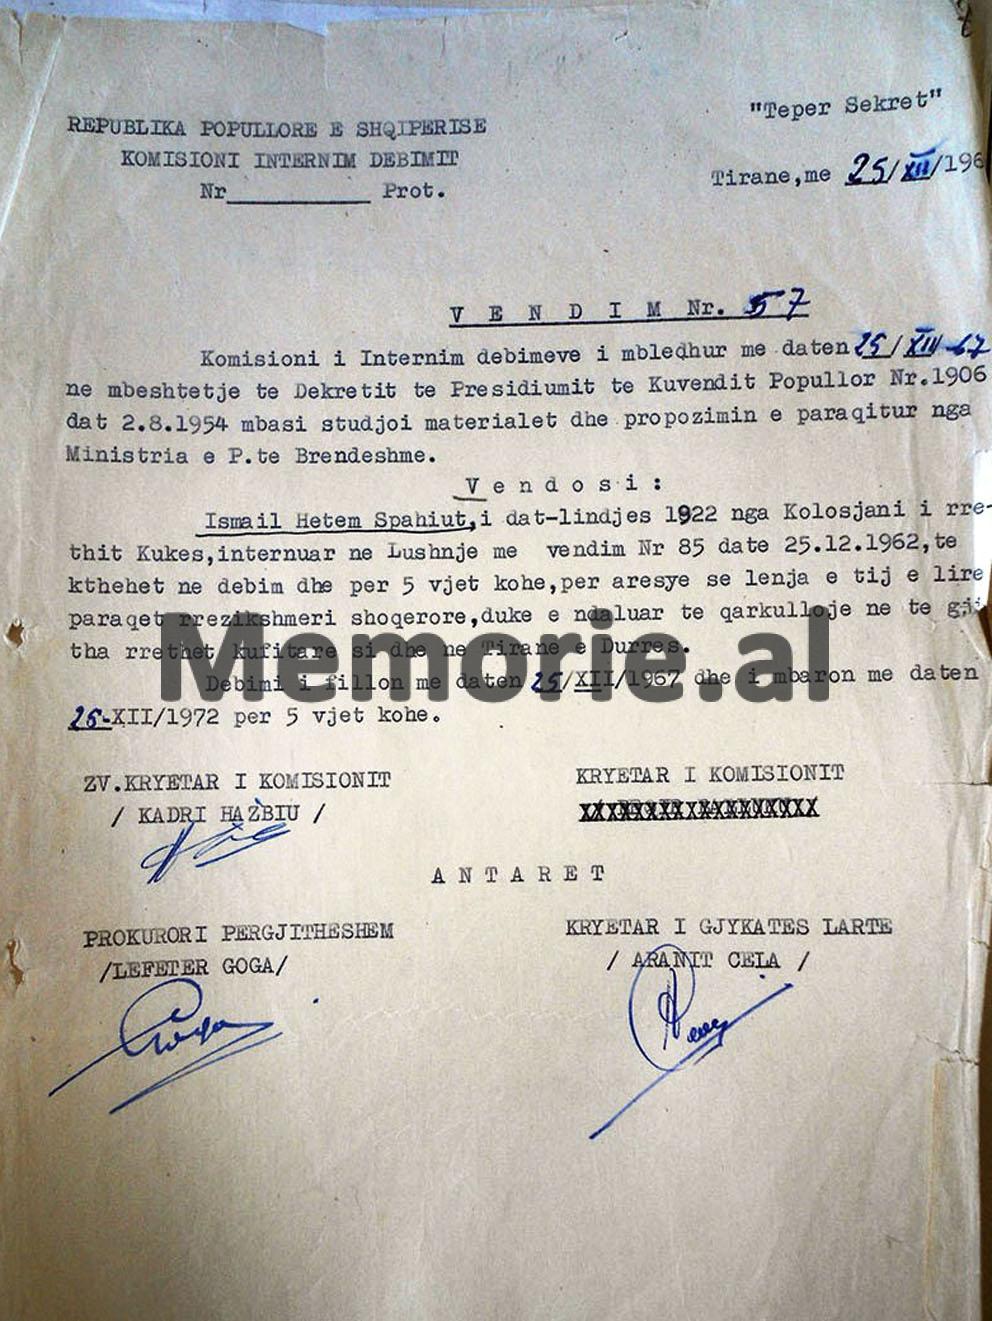 "Teper Sekret"
REPUBLIKA POPULLORE E SHQIPERISE
KOMISIONI INTERNIM DEBIMIT
Nr__________ Prot.
Tirane,me 25/XII/196
V E N D I M Nr. 57
Komisioni i Internim debimeve i mbledhur me daten 25/XII-67
ne mbeshtetje te Dekretit te Presidiumit te Kuvendit Popullor Nr.1906
dat 2.8.1954 mbasi studjoi materialet dhe propozimin e paraqitur nga
Ministria e P.te Brendeshme.
V e n d o s i :
Ismail Hetem Spahiut,i dat-lindjes 1922 nga Kolosjani i rre-
thit Kukes,internuar ne Lushnje me vendim Nr 85 date 25.12.1962,te
kthehet ne debim dhe per 5 vjet kohe,per aresye se lenja e tij e lire
paraqet rrezikshmeri shoqerore,duke e ndaluar te qarkulloje ne te gji
tha rrethet kufitare si dhe ne Tirane e Durres.
Memorie.al
Debimi i fillon me daten 25/XII/1967 dhe i mbaron me daten
25-XII/1972 per 5 vjet kohe.
ZV.KRYETAR I KOMISIONIT
/ KADRI HAZBIU /
KRYETAR I KOMISIONIT
A N T A R E T
PROKURORI PERGJITHESHEM
/LEFETER GOGA/
KRYETAR I GJYKATES LARTE
/ ARANIT CELA /